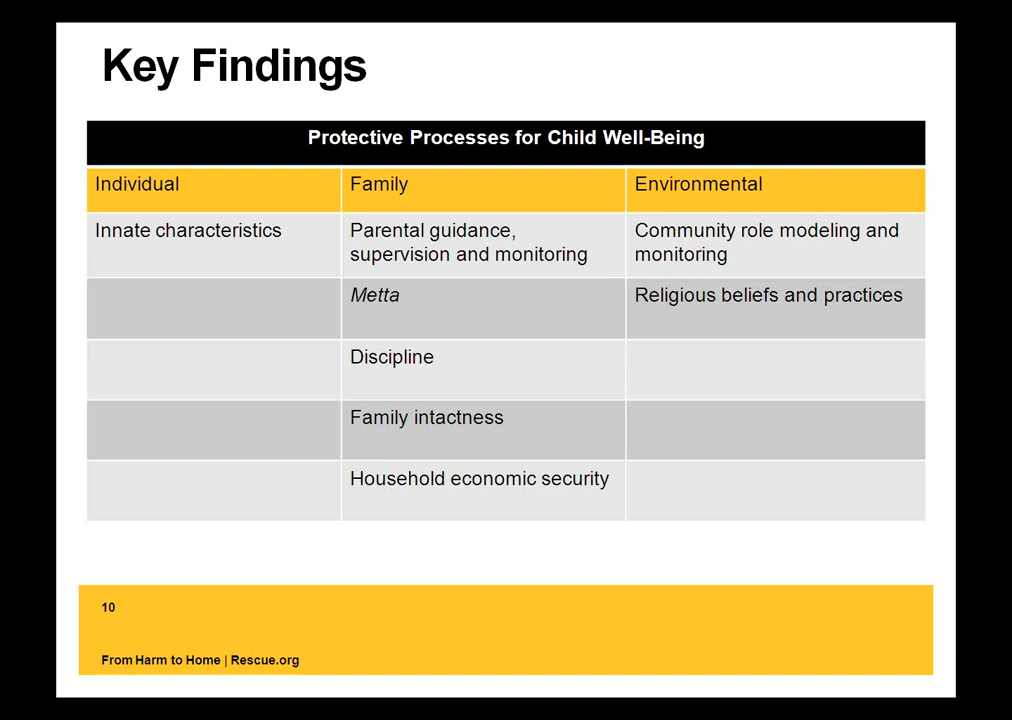 Key Findings
Protective Processes for Child Well-Being
Individual
Family
Environmental
Innate characteristics
Parental guidance,
supervision and monitoring
Community role modeling and
monitoring
Metta
Religious beliefs and practices
Discipline
Family intactness
Household economic security
10
From Harm to Home | Rescue.org